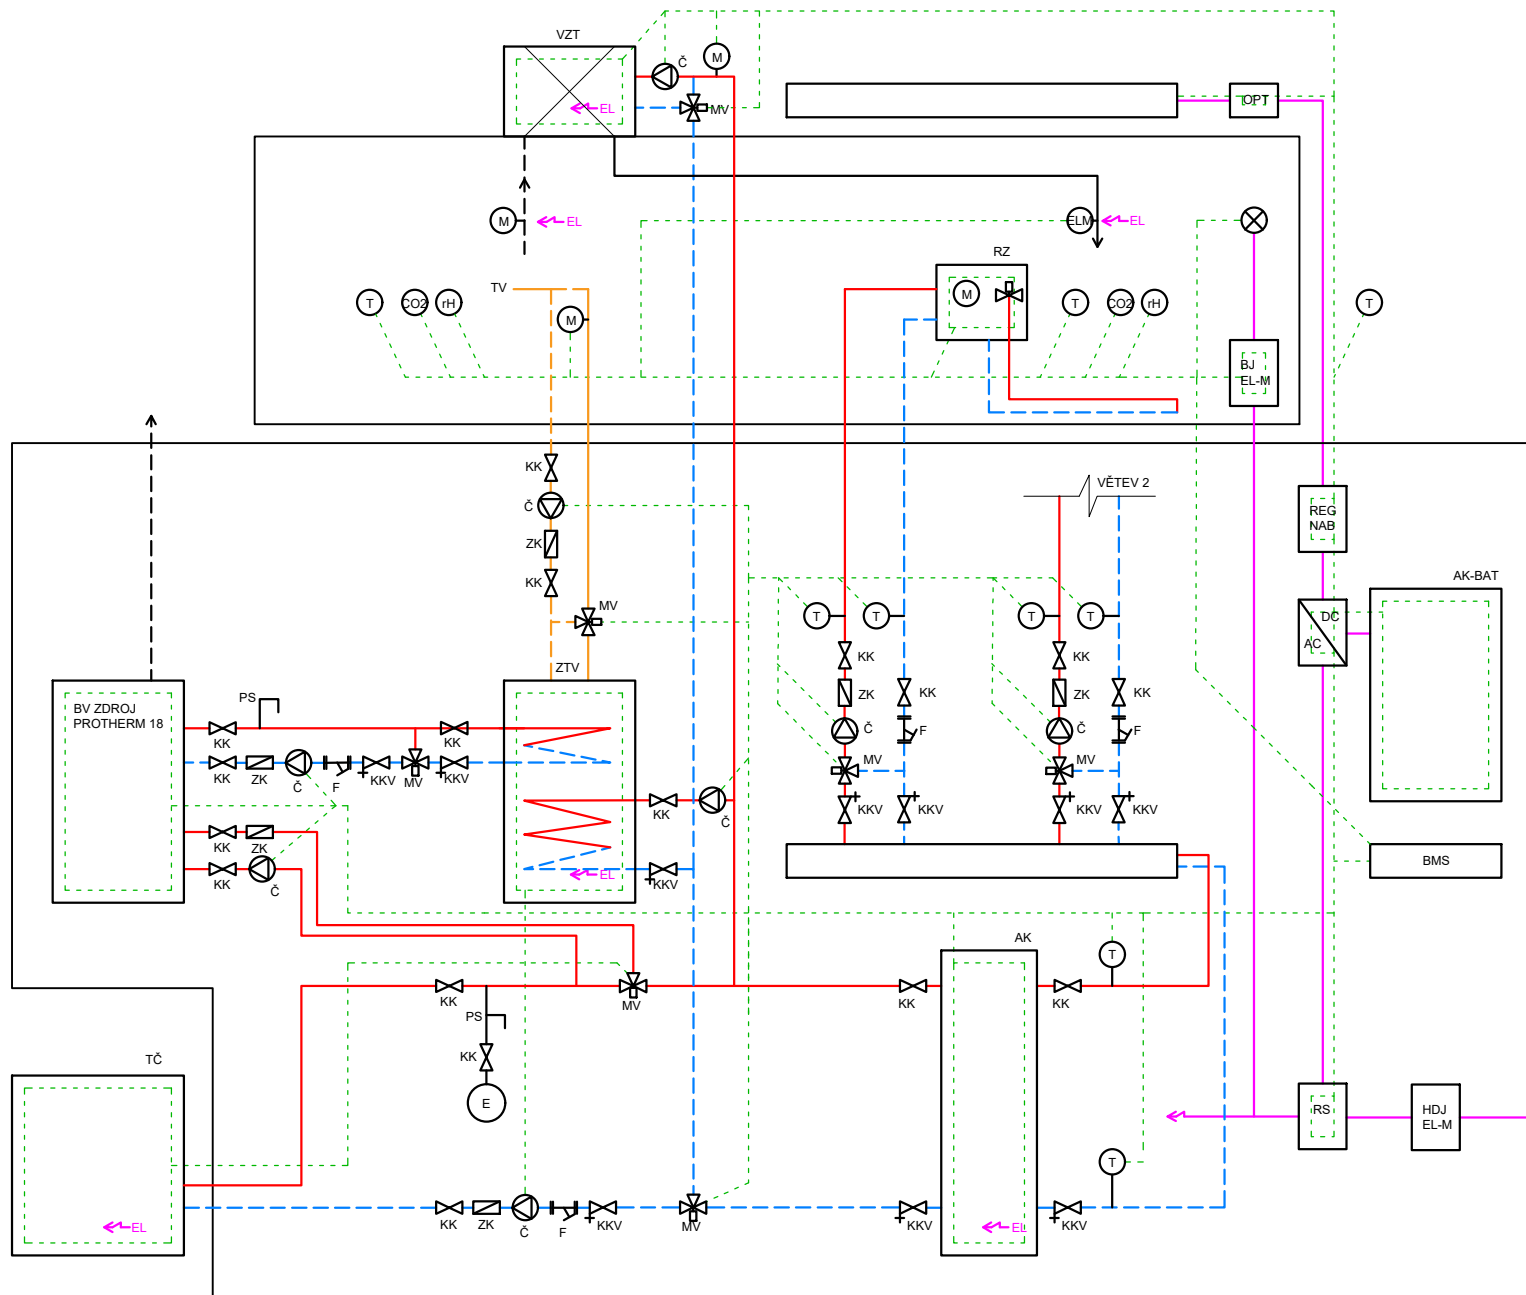 VZT
M
Č
EL
MV
OPT
M
EL
ELM
EL
RZ
TV
T
CO2
rH
M
M
T
CO2
rH
T
BJ
EL-M
KK
VĚTEV 2
Č
REG
NAB
ZK
AK-BAT
KK
MV
T
T
T
T
DC
AC
KK
KK
ZTV
BV ZDROJ
PROTHERM 18
PS
ZK
KK
ZK
KK
KK
KK
Č
F
Č
F
KK
ZK
Č
F
KKV
MV
KKV
MV
MV
KK
ZK
KK
Č
KKV
KKV
KKV
KKV
KK
Č
EL
KKV
BMS
AK
T
KK
MV
KK
KK
PS
KK
TČ
E
RS
HDJ
EL-M
T
EL
KK
ZK
Č
F
KKV
MV
KKV
EL
KKV